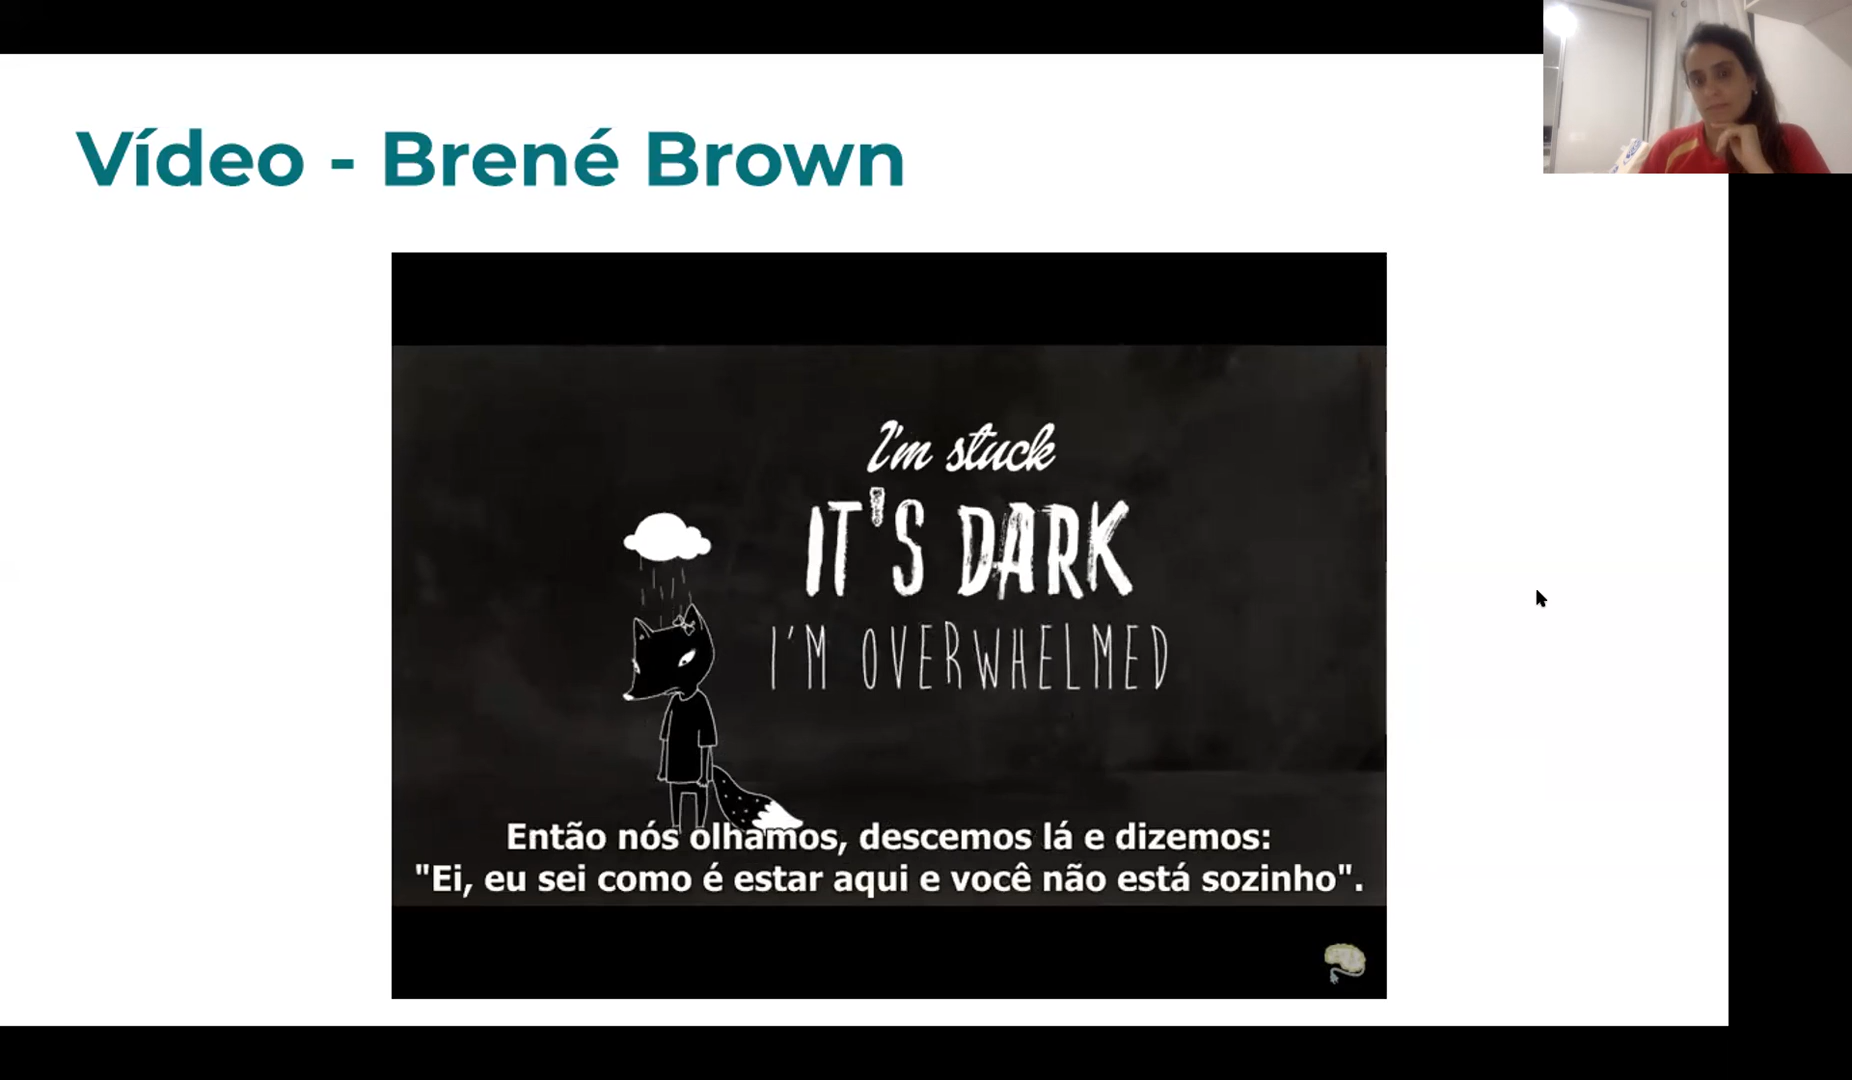 Vídeo - Brené Brown
I'm stuck
IT'S DARK
I'M OVERWHELMED
Então nós olhamos, descemos lá e dizemos:
"Ei, eu sei como é estar aqui e você não está sozinho".